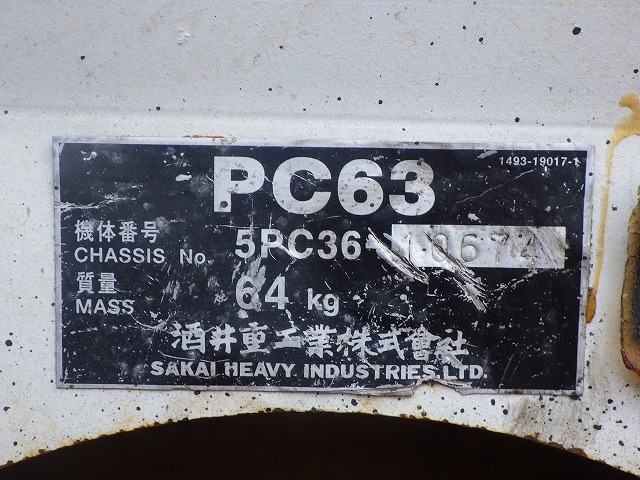 PC63
1493-19017-1
機体番号
CHASSIS No. 5PC36-10674
質量
MASS 64 kg
酒井重工業株式會社
SAKAI HEAVY INDUSTRIES, LTD.